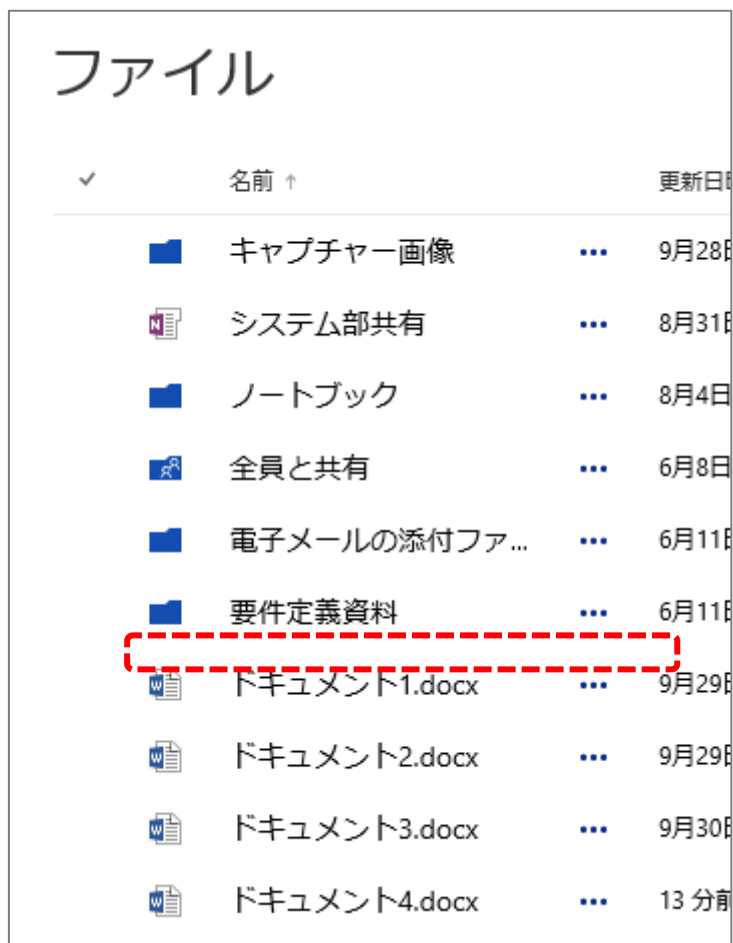 ファイル
名前 ↑ 更新日
キャプチャー画像 ••• 9月28日
システム部共有 ••• 8月31日
ノートブック ••• 8月4日
全員と共有 ••• 6月8日
電子メールの添付ファ... ••• 6月11日
要件定義資料 ••• 6月11日
ドキュメント1.docx ••• 9月29日
ドキュメント2.docx ••• 9月29日
ドキュメント3.docx ••• 9月30日
ドキュメント4.docx ••• 13 分前